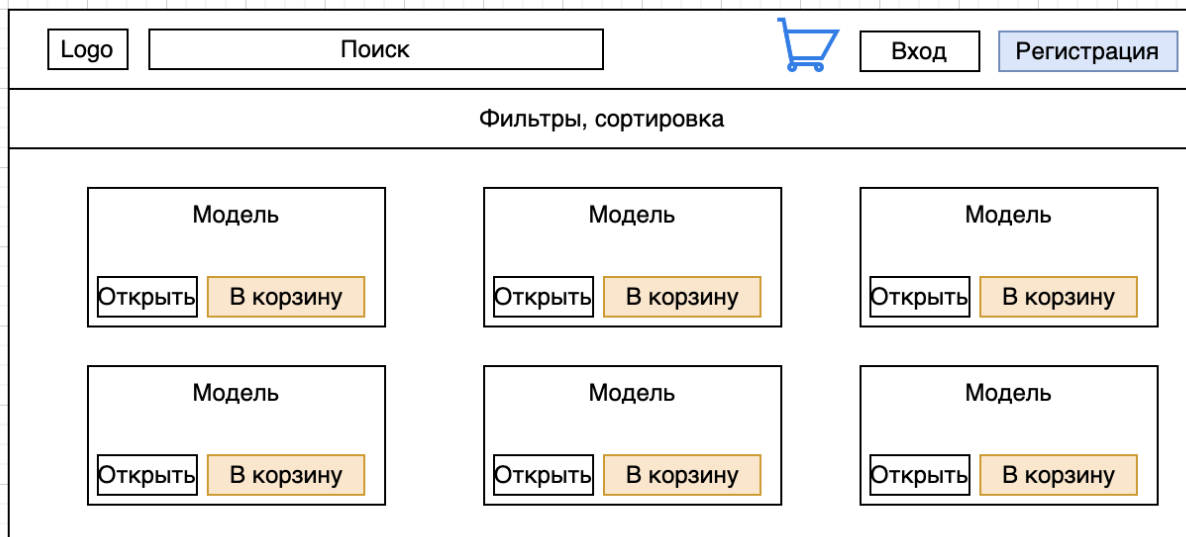 Logo
Поиск
Вход
Регистрация
Фильтры, сортировка
Модель
Открыть
В корзину
Модель
Открыть
В корзину
Модель
Открыть
В корзину
Модель
Открыть
В корзину
Модель
Открыть
В корзину
Модель
Открыть
В корзину